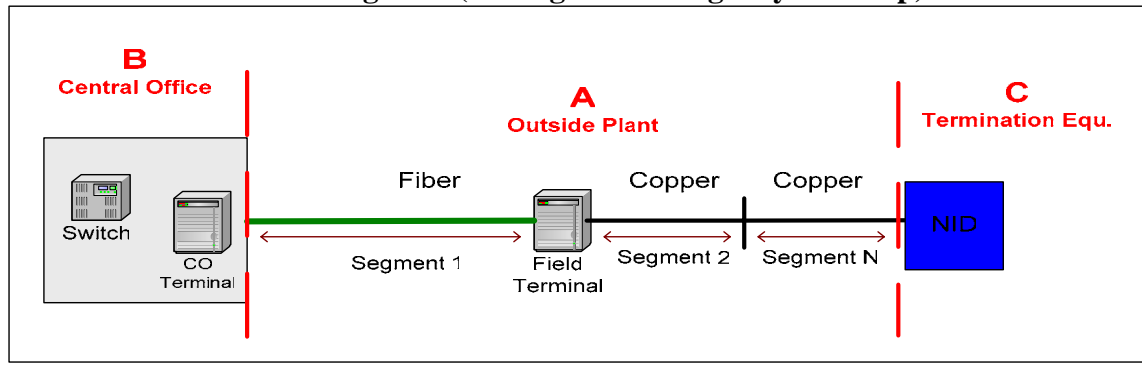 B
Central Office
A
Outside Plant
C
Termination Equ.
Fiber
Copper
Copper
Switch
CO
Terminal
Segment 1
Field
Terminal
Segment 2
Segment N
NID